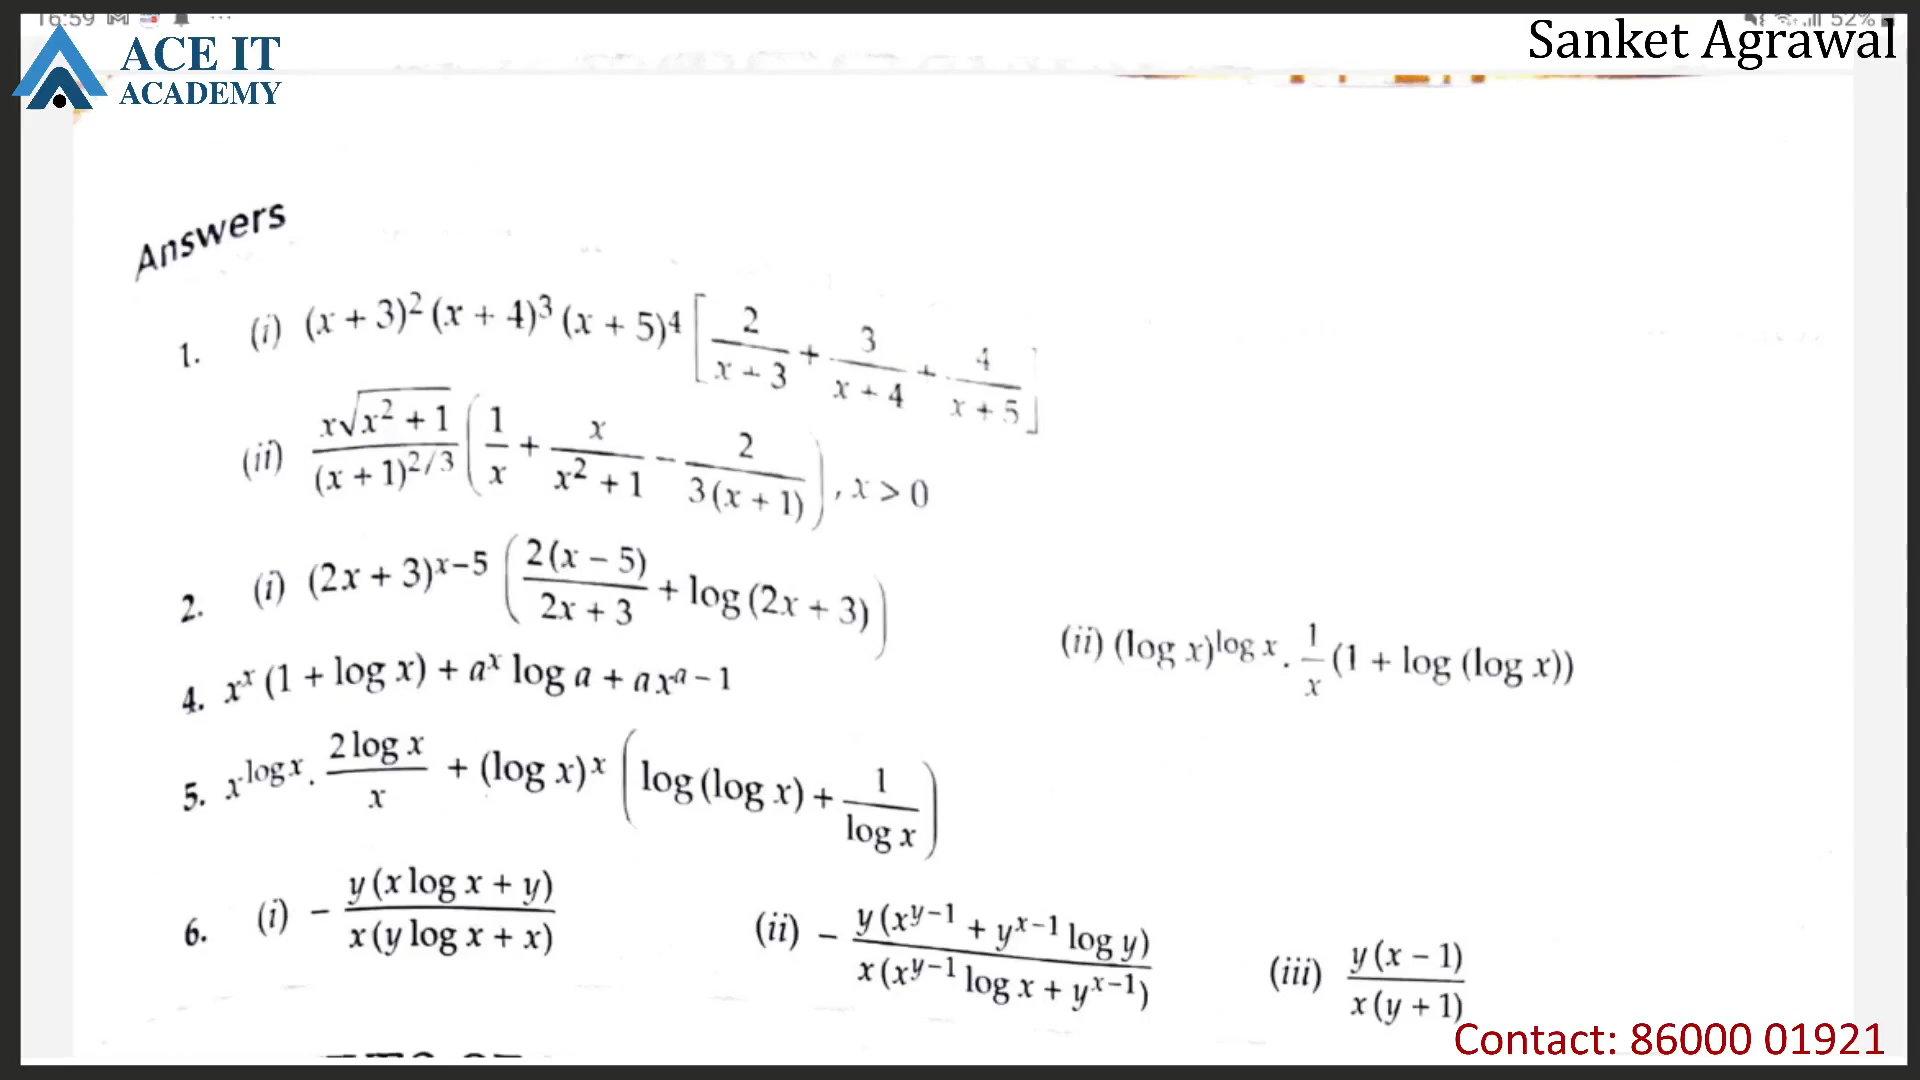 16:59
52%
ACE IT
ACADEMY
Sanket Agrawal
Answers
1. (i) (x + 3)² (x + 4)³ (x + 5)⁴ [2/(x + 3) + 3/(x + 4) + 4/(x + 5)]
(ii) x√(x² + 1)/(x + 1)^(2/3) (1/x + x/(x² + 1) − 2/(3(x + 1))), x > 0
2. (i) (2x + 3)^(x−5) (2(x − 5)/(2x + 3) + log (2x + 3))
(ii) (log x)^(log x) . 1/x (1 + log (log x))
4. x^x (1 + log x) + a^x log a + ax^(a−1)
5. x^(log x) . 2 log x/x + (log x)^x (log (log x) + 1/log x)
6. (i) − y (x log x + y)/x (y log x + x)
(ii) − y (x^(y−1) + y^(x−1) log y)/x (x^(y−1) log x + y^(x−1))
(iii) y (x − 1)/x (y + 1)
Contact: 86000 01921